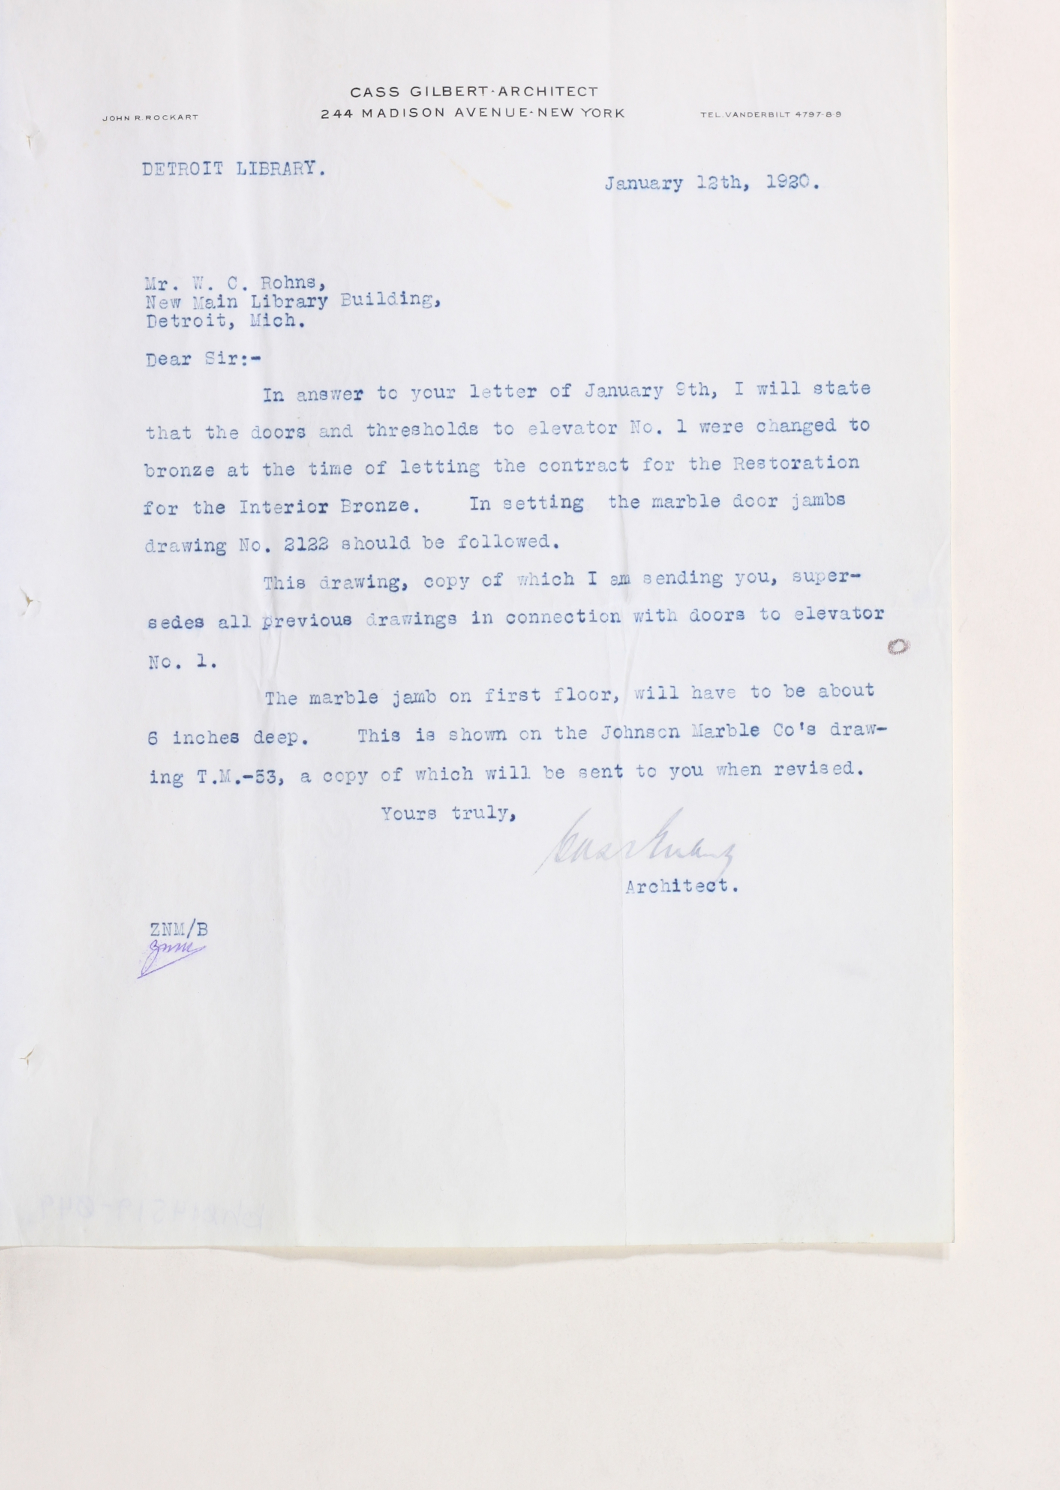 CASS GILBERT·ARCHITECT
JOHN R. ROCKART
244 MADISON AVENUE·NEW YORK
TEL. VANDERBILT 4797-8-9
DETROIT LIBRARY.
January 12th, 1920.
Mr. W. C. Rohns,
New Main Library Building,
Detroit, Mich.
Dear Sir:-
In answer to your letter of January 9th, I will state
that the doors and thresholds to elevator No. 1 were changed to
bronze at the time of letting the contract for the Restoration
for the Interior Bronze. In setting the marble door jambs
drawing No. 2122 should be followed.
This drawing, copy of which I am sending you, super-
sedes all previous drawings in connection with doors to elevator
No. 1.
The marble jamb on first floor, will have to be about
6 inches deep. This is shown on the Johnson Marble Co's draw-
ing T.M.-53, a copy of which will be sent to you when revised.
Yours truly,
Cass Gilbert
Architect.
ZNM/B